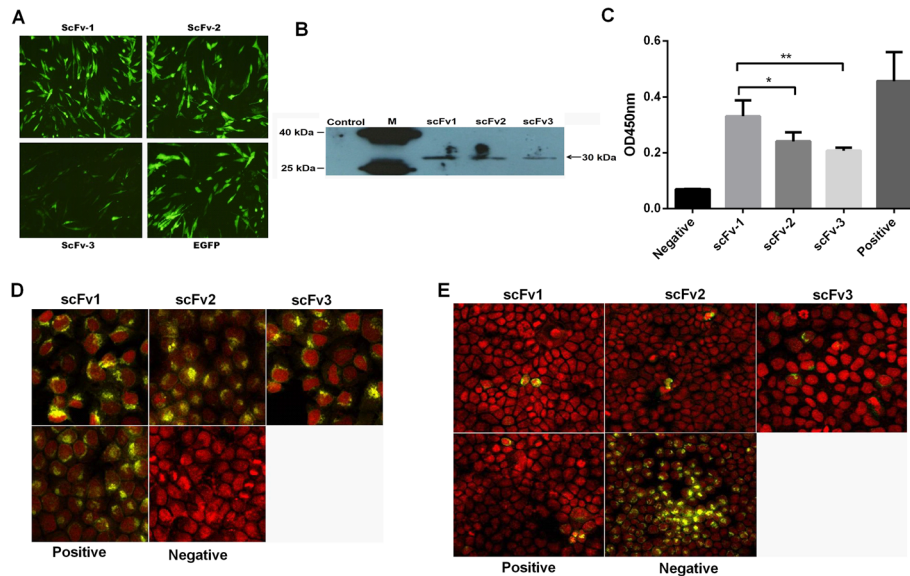 A
ScFv-1 ScFv-2
ScFv-3 EGFP
B
Control M scFv1 scFv2 scFv3
40 kDa
25 kDa
30 kDa
C
OD450nm
0.6
0.4
0.2
0.0
**
*
Negative scFv-1 scFv-2 scFv-3 Positive
D
scFv1 scFv2 scFv3
Positive Negative
E
scFv1 scFv2 scFv3
Positive Negative